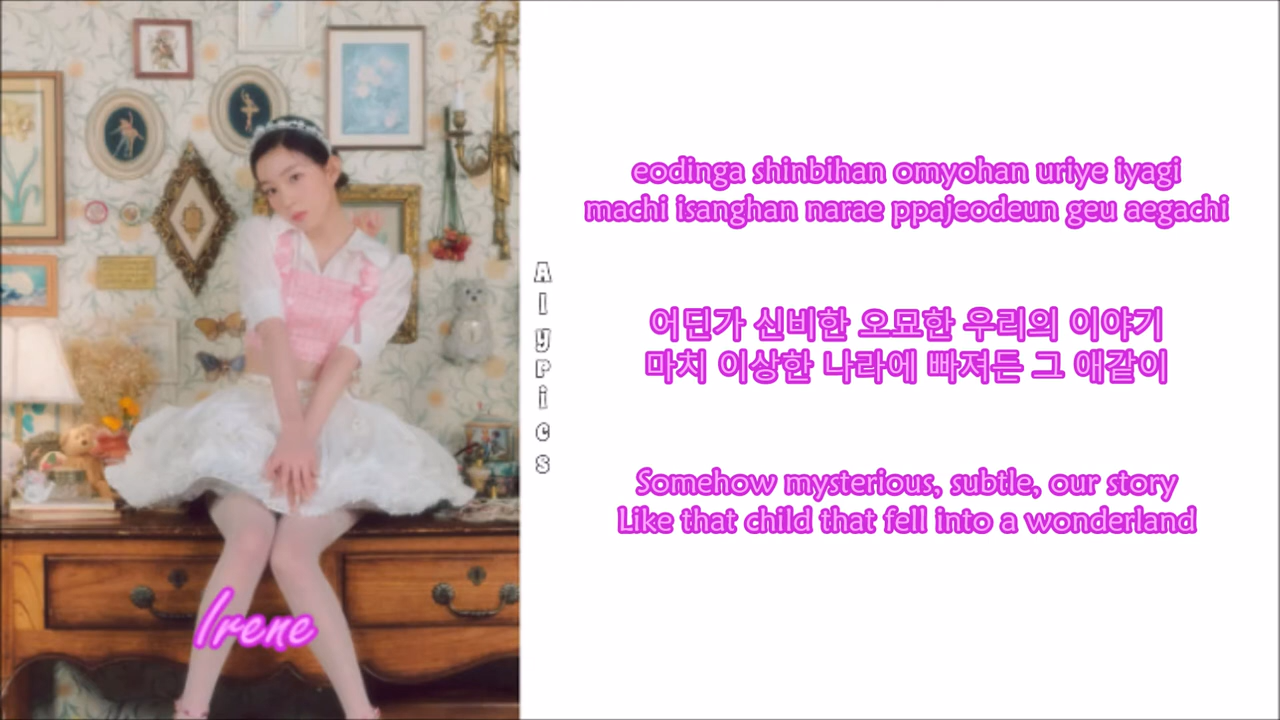 Irene
Alyrics
eodinga shinbihan omyohan uriye iyagi
machi isanghan narae ppajeodeun geu aegachi
어딘가 신비한 오묘한 우리의 이야기
마치 이상한 나라에 빠져든 그 애같이
Somehow mysterious, subtle, our story
Like that child that fell into a wonderland